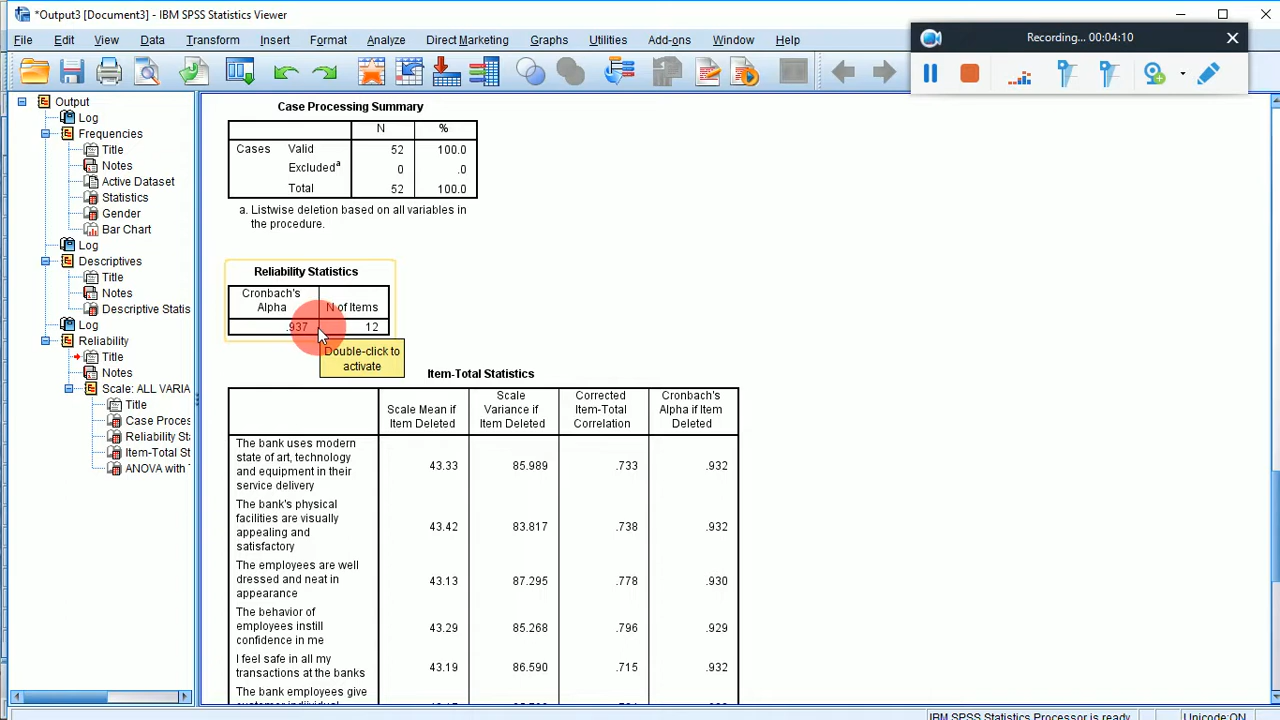 *Output3 [Document3] - IBM SPSS Statistics Viewer
File Edit View Data Transform Insert Format Analyze Direct Marketing Graphs Utilities Add-ons Window Help
Recording... 00:04:10
Output
Log
Frequencies
Title
Notes
Active Dataset
Statistics
Gender
Bar Chart
Log
Descriptives
Title
Notes
Descriptive Statis
Log
Reliability
Title
Notes
Scale: ALL VARIA
Title
Case Proces
Reliability St
Item-Total St
ANOVA with
Case Processing Summary
N %
Cases Valid 52 100.0
Excludedª 0 .0
Total 52 100.0
a. Listwise deletion based on all variables in
the procedure.
Reliability Statistics
Cronbach's
Alpha N of Items
.937 12
Double-click to
activate
Item-Total Statistics
Scale Mean if
Item Deleted
Scale
Variance if
Item Deleted
Corrected
Item-Total
Correlation
Cronbach's
Alpha if Item
Deleted
The bank uses modern
state of art, technology
and equipment in their
service delivery
43.33 85.989 .733 .932
The bank's physical
facilities are visually
appealing and
satisfactory
43.42 83.817 .738 .932
The employees are well
dressed and neat in
appearance
43.13 87.295 .778 .930
The behavior of
employees instill
confidence in me
43.29 85.268 .796 .929
I feel safe in all my
transactions at the banks
43.19 86.590 .715 .932
The bank employees give
IBM SPSS Statistics Processor is ready
Unicode:ON